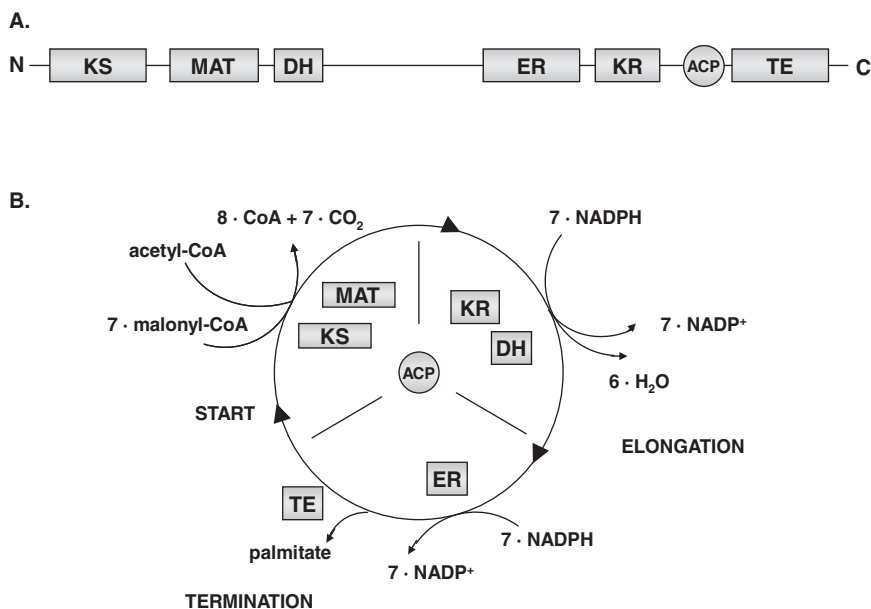 A.
N KS MAT DH ER KR ACP TE C
B.
8 · CoA + 7 · CO₂
7 · NADPH
acetyl-CoA
MAT
KR
7 · malonyl-CoA
7 · NADP⁺
KS
DH
ACP
6 · H₂O
START
ELONGATION
ER
TE
7 · NADPH
palmitate
7 · NADP⁺
TERMINATION